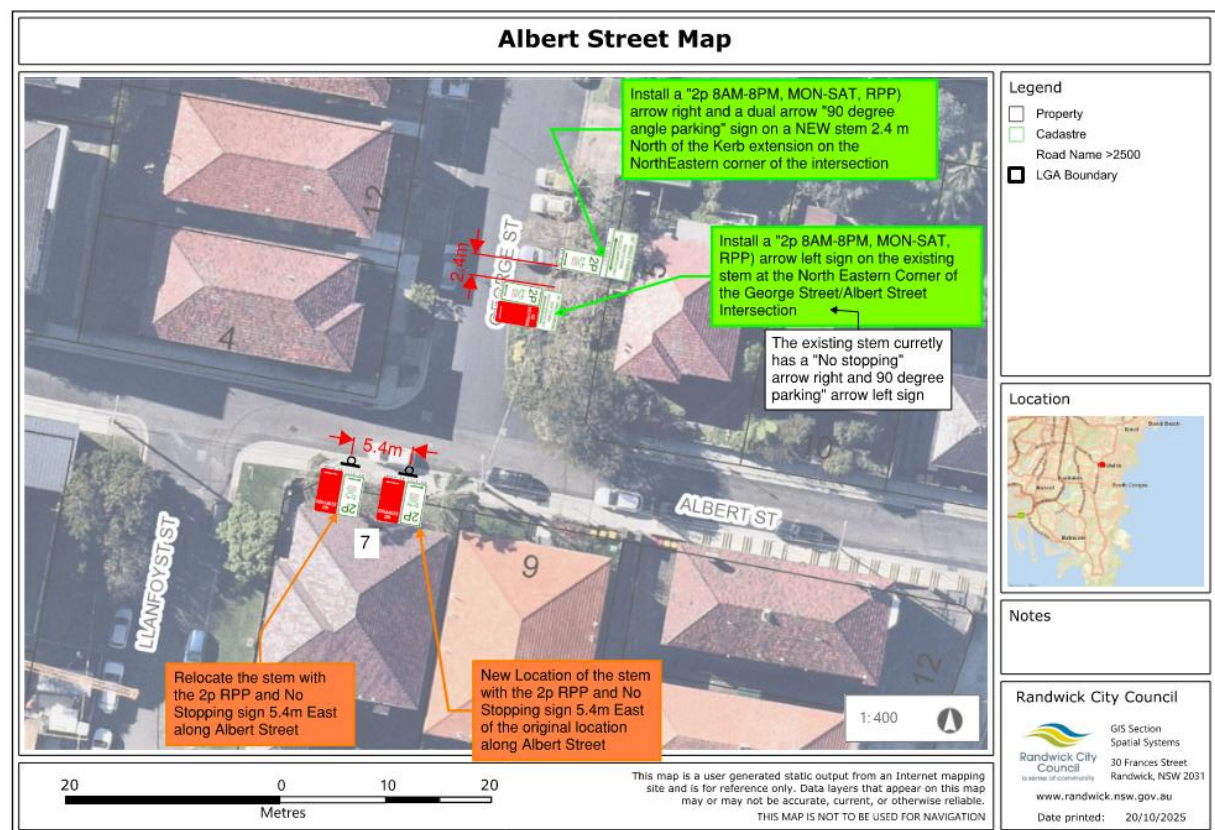 Albert Street Map
Install a "2p 8AM-8PM, MON-SAT, RPP)
arrow right and a dual arrow "90 degree
angle parking" sign on a NEW stem 2.4 m
North of the Kerb extension on the
NorthEastern corner of the intersection
Install a "2p 8AM-8PM, MON-SAT,
RPP) arrow left sign on the existing
stem at the North Eastern Corner of
the George Street/Albert Street
Intersection
The existing stem curretly
has a "No stopping"
arrow right and 90 degree
parking" arrow left sign
12
4
2.4m
2P
2P
5
10
5.4m
2P
2P
7
9
12
ALBERT ST
LLANFOYST ST
Relocate the stem with
the 2p RPP and No
Stopping sign 5.4m East
along Albert Street
New Location of the stem
with the 2p RPP and No
Stopping sign 5.4m East
of the original location
along Albert Street
1: 400
Legend
Property
Cadastre
Road Name >2500
LGA Boundary
Location
Notes
Randwick City Council
Randwick City
Council
a sense of community
GIS Section
Spatial Systems
30 Frances Street
Randwick, NSW 2031
www.randwick.nsw.gov.au
Date printed: 20/10/2025
20 0 10 20
Metres
This map is a user generated static output from an Internet mapping
site and is for reference only. Data layers that appear on this map
may or may not be accurate, current, or otherwise reliable.
THIS MAP IS NOT TO BE USED FOR NAVIGATION